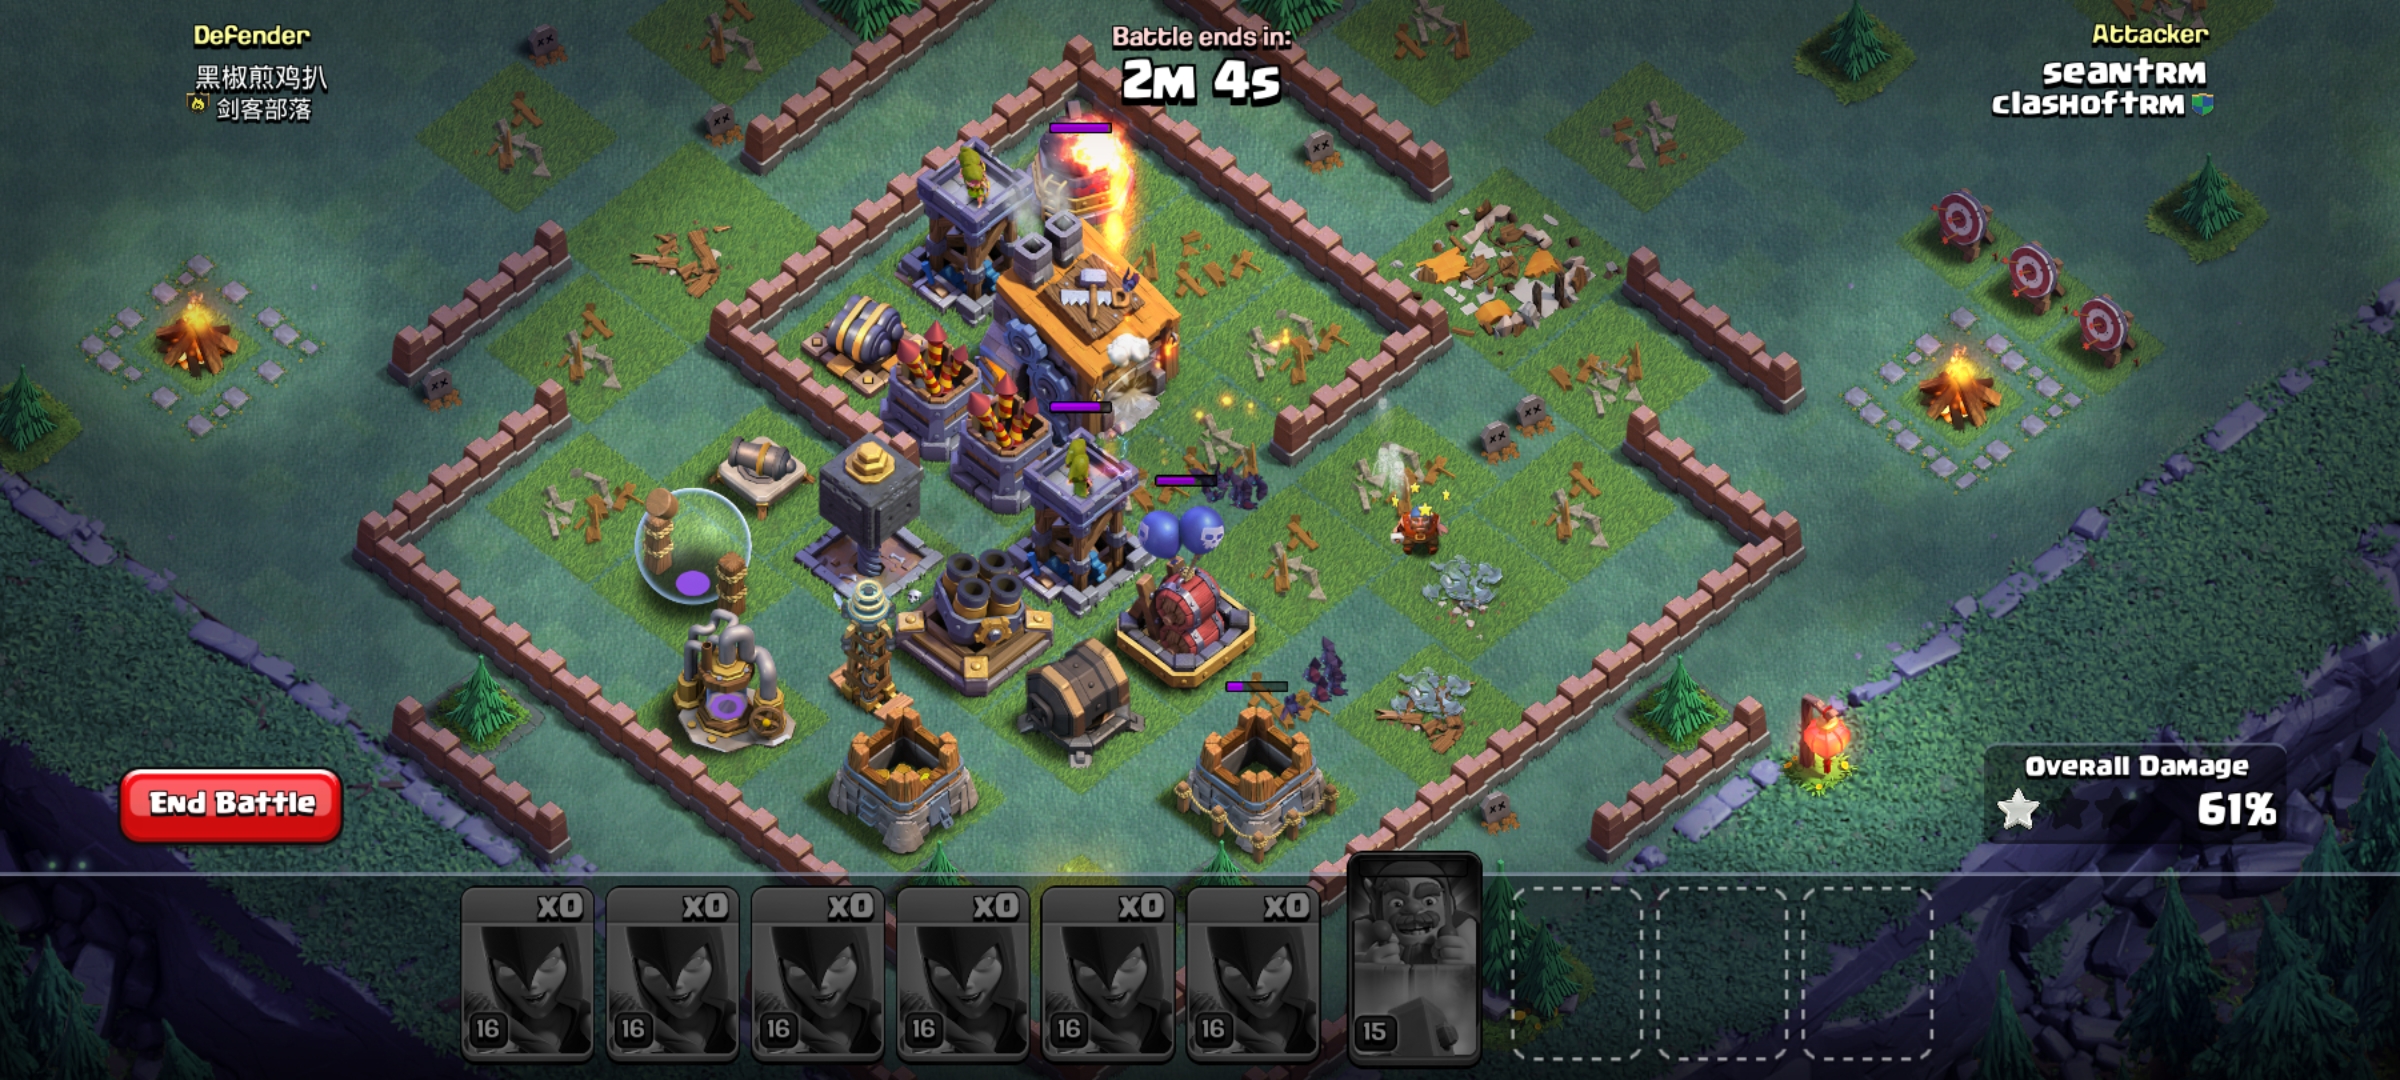 Defender
黑椒煎鸡扒
剑客部落
Battle ends in:
2M 4s
Attacker
seantRM
clashoftRM
End Battle
Overall Damage
61%
x0
x0
x0
x0
x0
x0
16
16
16
16
16
16
15